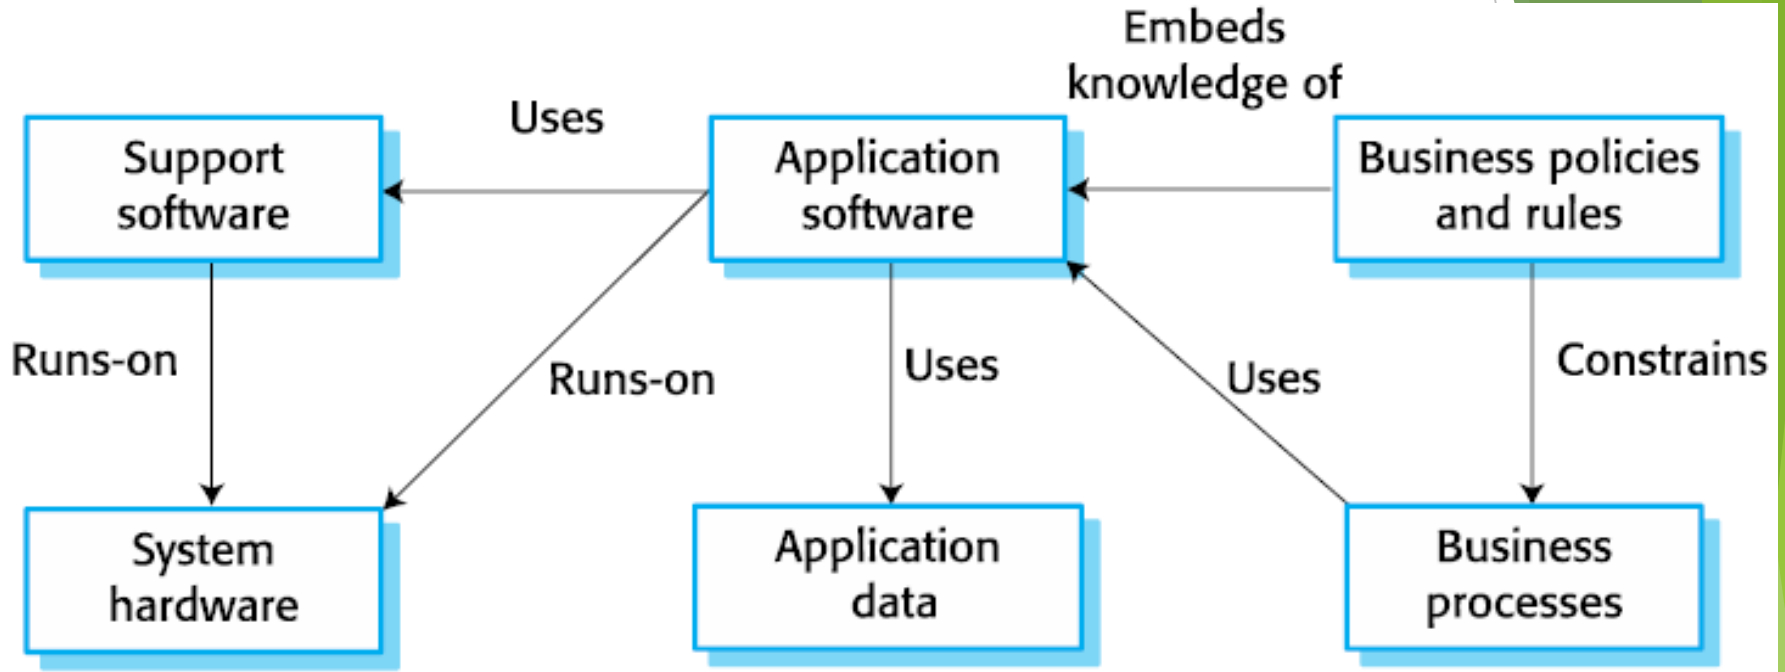 Embeds
knowledge of
Uses
Support
software
Application
software
Business policies
and rules
Runs-on
Runs-on
Uses
Uses
Constrains
System
hardware
Application
data
Business
processes